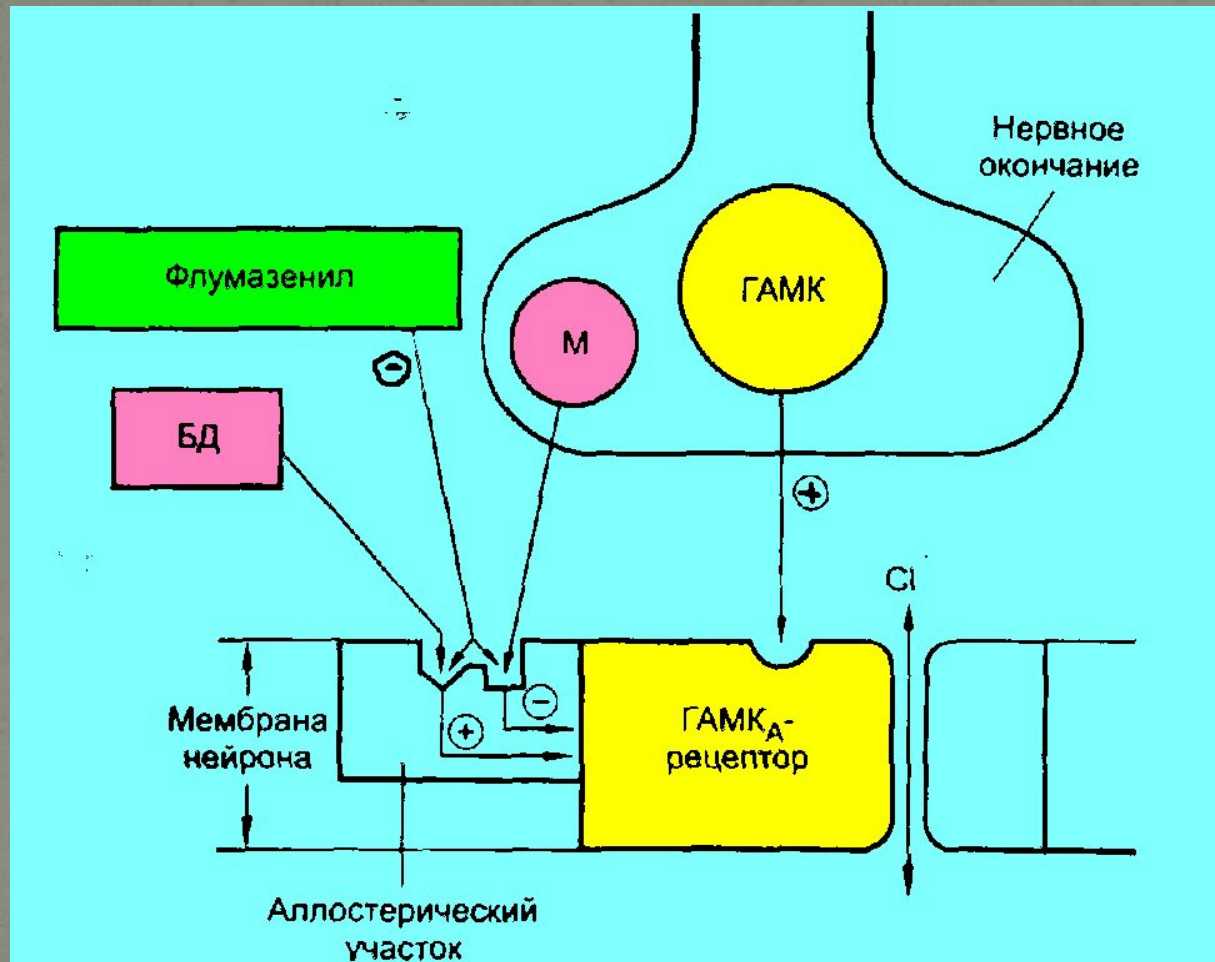 Нервное
окончание
Флумазенил
ГАМК
М
БД
Cl
Мембрана
нейрона
ГАМКА-
рецептор
Аллостерический
участок